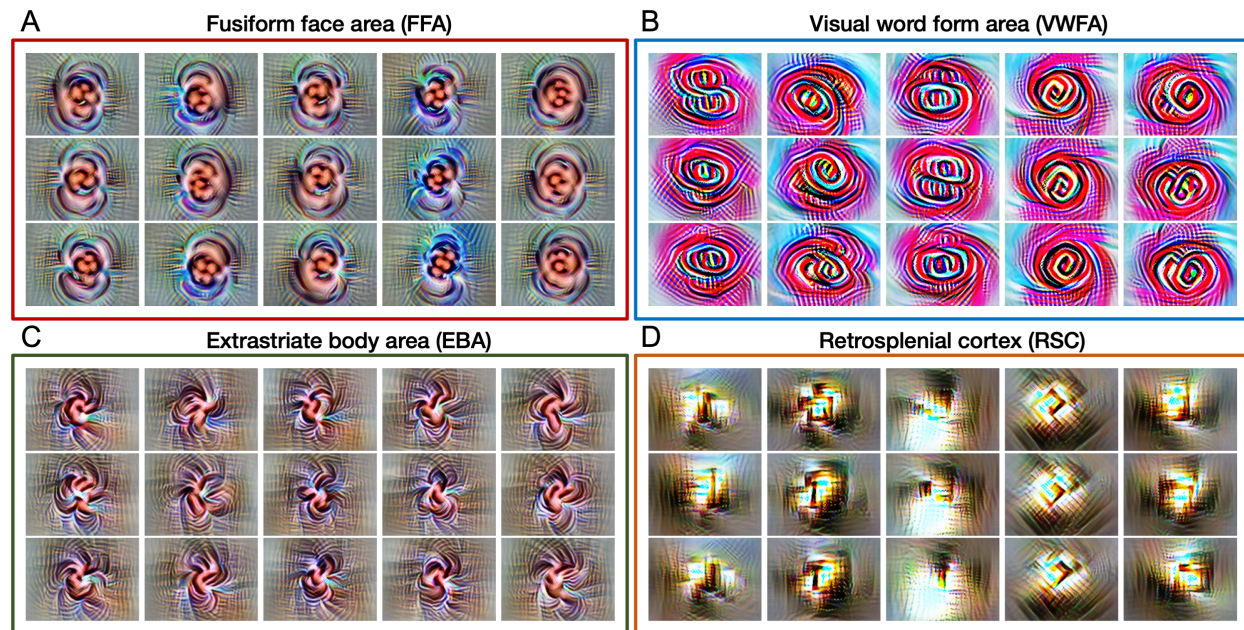 A Fusiform face area (FFA)
B Visual word form area (VWFA)
C Extrastriate body area (EBA)
D Retrosplenial cortex (RSC)